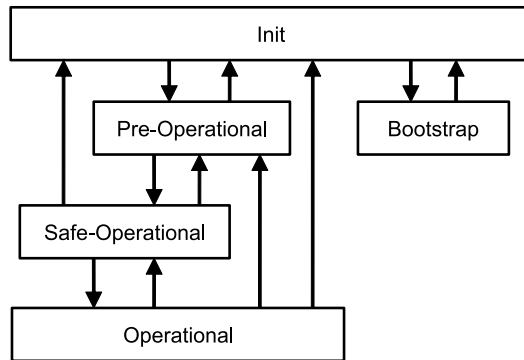 Init
Pre-Operational
Bootstrap
Safe-Operational
Operational